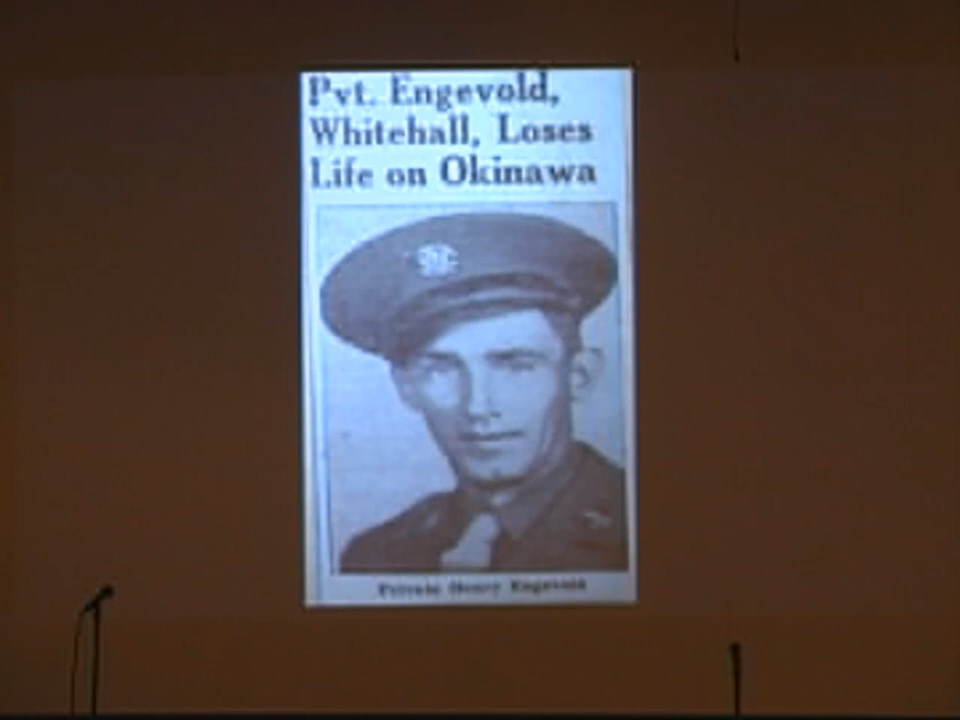 Pvt. Engevold,
Whitehall, Loses
Life on Okinawa
Private Henry Engevold